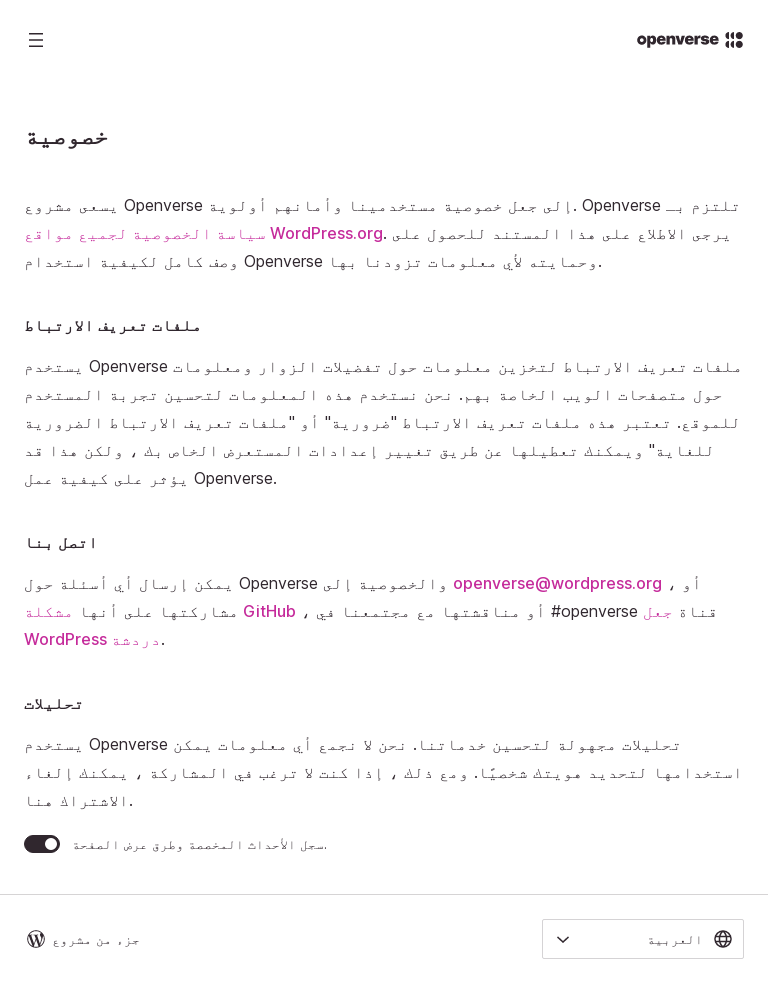 openverse
خصوصية
يسعى مشروع Openverse إلى جعل خصوصية مستخدمينا وأمانهم أولوية. Openverse تلتزم بـ
سياسة الخصوصية لجميع مواقع WordPress.org. يرجى الاطلاع على هذا المستند للحصول على
وصف كامل لكيفية استخدام Openverse وحمايته لأي معلومات تزودنا بها.
ملفات تعريف الارتباط
يستخدم Openverse ملفات تعريف الارتباط لتخزين معلومات حول تفضيلات الزوار ومعلومات
حول متصفحات الويب الخاصة بهم. نحن نستخدم هذه المعلومات لتحسين تجربة المستخدم
للموقع. تعتبر هذه ملفات تعريف الارتباط "ضرورية" أو "ملفات تعريف الارتباط الضرورية
للغاية" ويمكنك تعطيلها عن طريق تغيير إعدادات المستعرض الخاص بك ، ولكن هذا قد
يؤثر على كيفية عمل Openverse.
اتصل بنا
يمكن إرسال أي أسئلة حول Openverse والخصوصية إلى openverse@wordpress.org ، أو
مشاركتها على أنها مشكلة GitHub ، أو مناقشتها مع مجتمعنا في #openverse قناة جعل
WordPress دردشة.
تحليلات
يستخدم Openverse تحليلات مجهولة لتحسين خدماتنا. نحن لا نجمع أي معلومات يمكن
استخدامها لتحديد هويتك شخصيًا. ومع ذلك ، إذا كنت لا ترغب في المشاركة ، يمكنك إلغاء
الاشتراك هنا.
سجل الأحداث المخصصة وطرق عرض الصفحة.
العربية
جزء من مشروع